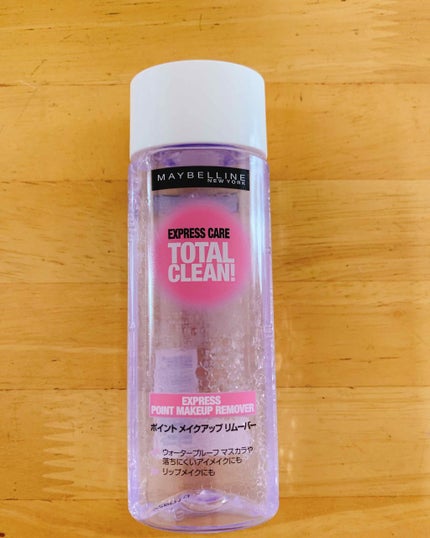 MAYBELLINE
NEW YORK
EXPRESS CARE
TOTAL
CLEAN!
EXPRESS
POINT MAKEUP REMOVER
ポイント メイクアップ リムーバー
ウォータープルーフ マスカラや
落ちにくいアイメイクにも
リップメイクにも